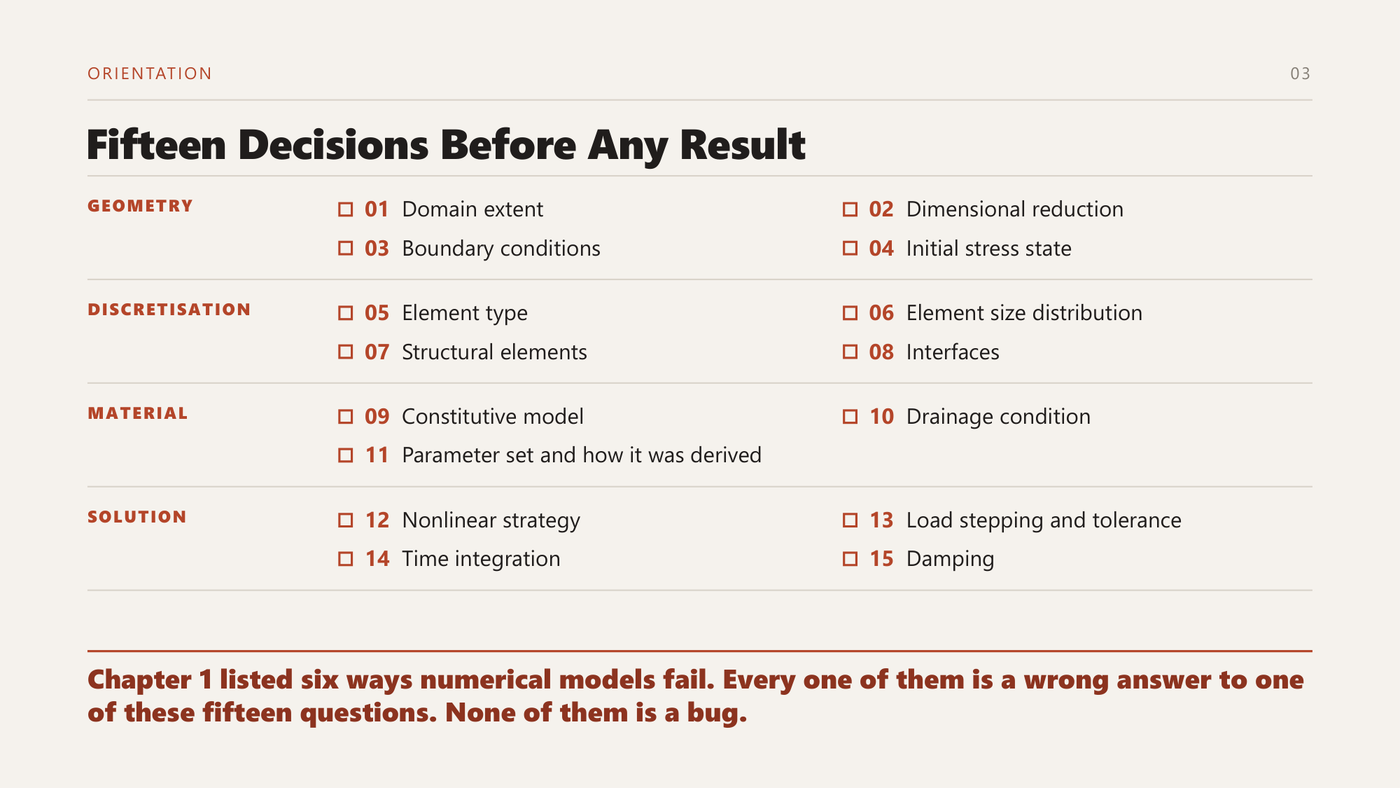 ORIENTATION
03
Fifteen Decisions Before Any Result
GEOMETRY
01 Domain extent
02 Dimensional reduction
03 Boundary conditions
04 Initial stress state
DISCRETISATION
05 Element type
06 Element size distribution
07 Structural elements
08 Interfaces
MATERIAL
09 Constitutive model
10 Drainage condition
11 Parameter set and how it was derived
SOLUTION
12 Nonlinear strategy
13 Load stepping and tolerance
14 Time integration
15 Damping
Chapter 1 listed six ways numerical models fail. Every one of them is a wrong answer to one
of these fifteen questions. None of them is a bug.